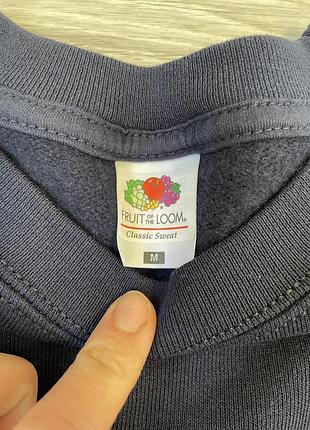 FRUIT OF THE LOOM®
Classic Sweat
M